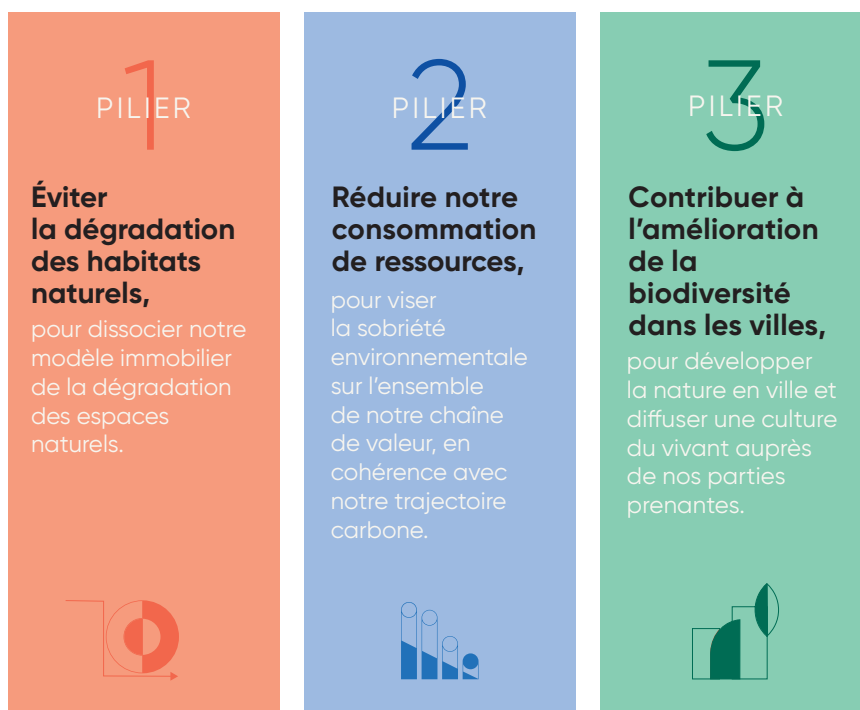 PILIER 1
Éviter
la dégradation
des habitats
naturels,
pour dissocier notre
modèle immobilier
de la dégradation
des espaces
naturels.
PILIER 2
Réduire notre
consommation
de ressources,
pour viser
la sobriété
environnementale
sur l'ensemble
de notre chaîne
de valeur, en
cohérence avec
notre trajectoire
carbone.
PILIER 3
Contribuer à
l'amélioration
de la
biodiversité
dans les villes,
pour développer
la nature en ville et
diffuser une culture
du vivant auprès
de nos parties
prenantes.